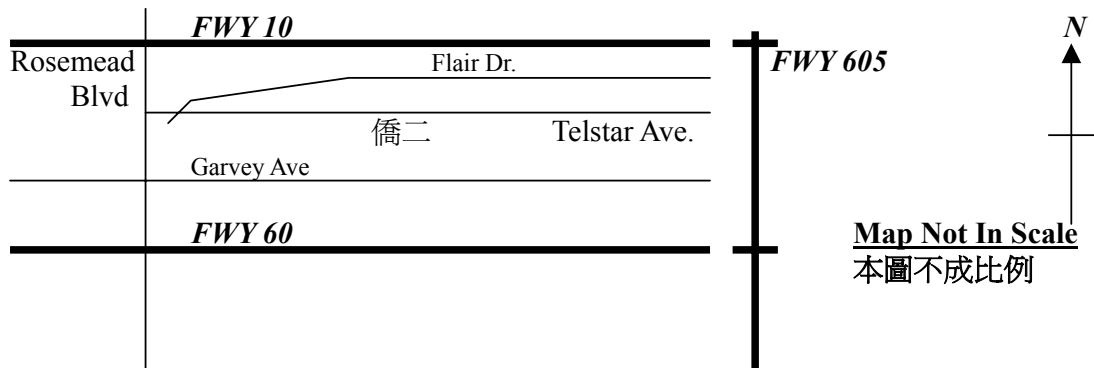 FWY 10
N
Rosemead
Blvd
Flair Dr.
FWY 605
僑二
Telstar Ave.
Garvey Ave
FWY 60
Map Not In Scale
本圖不成比例